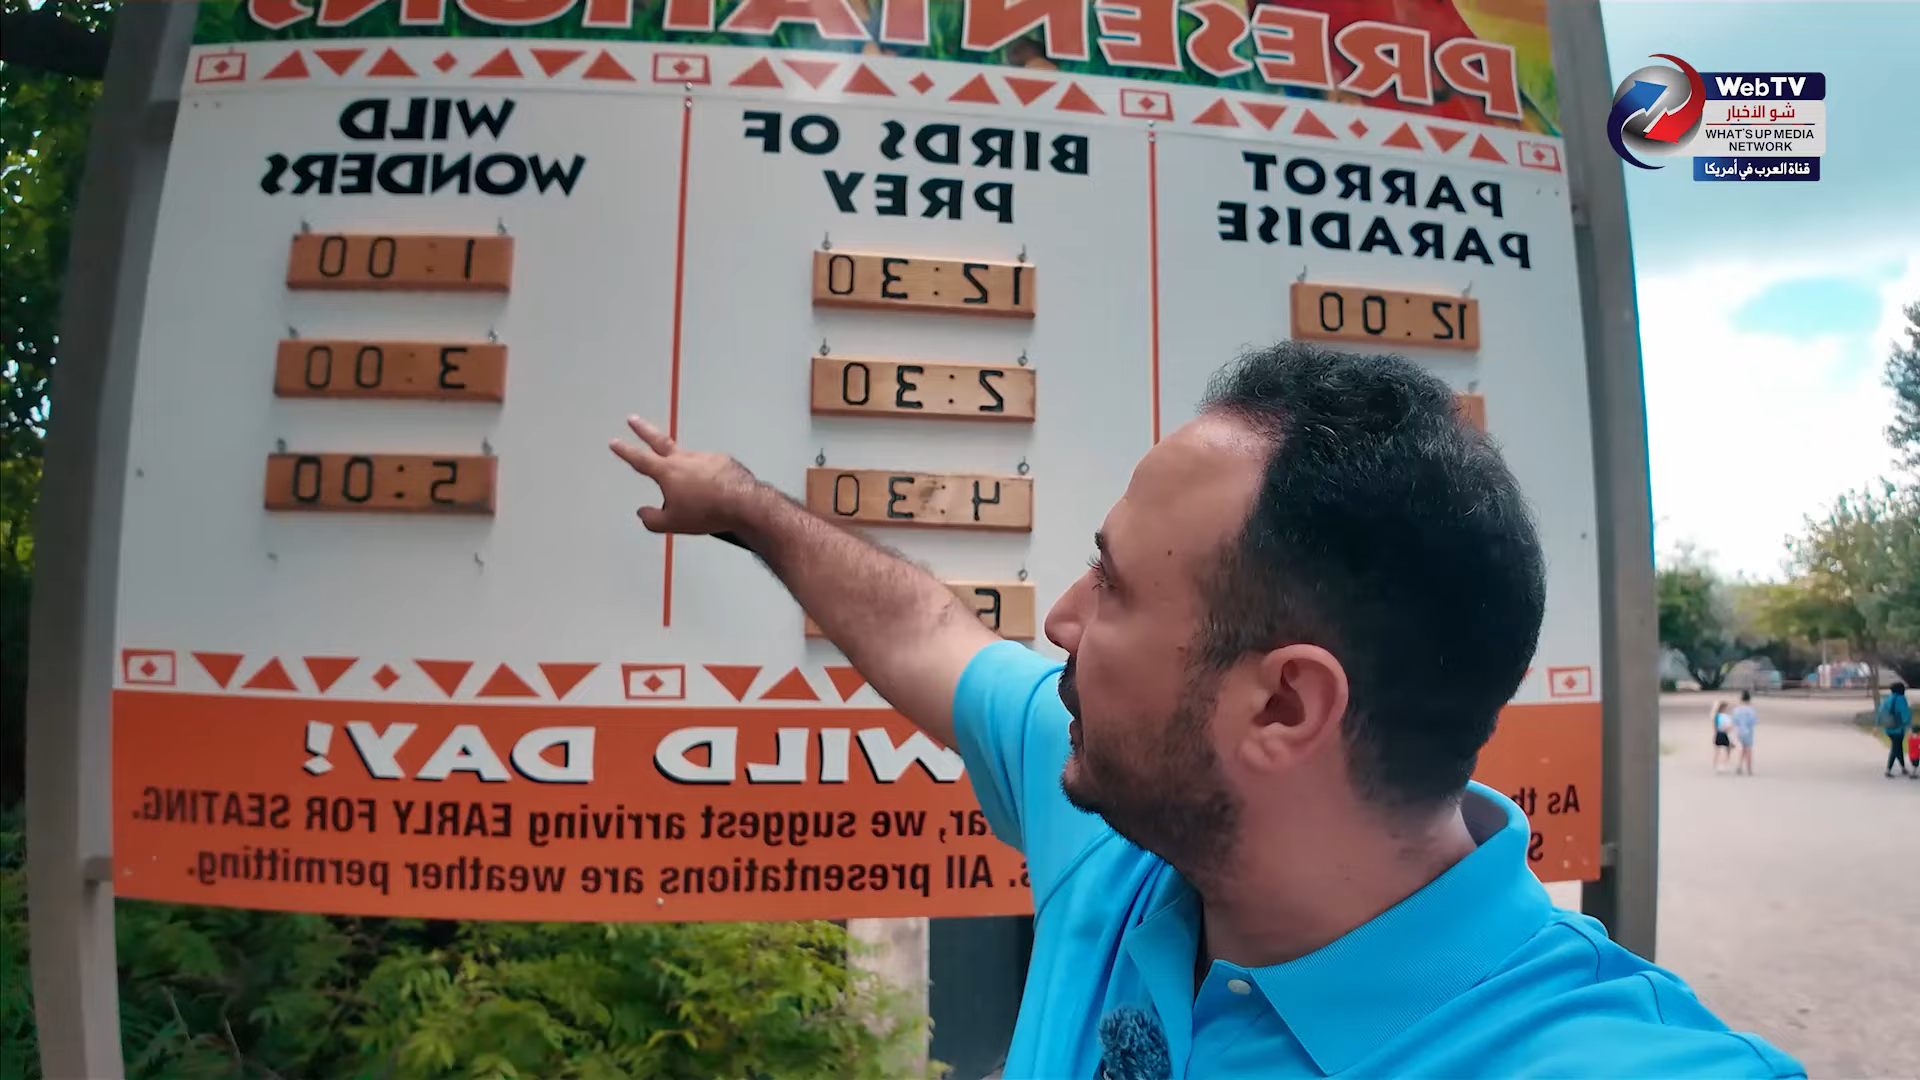 PRESENTATIONS
PARROT
PARADISE
12:00
BIRDS OF
PREY
12:30
2:30
4:30
6
WILD
WONDERS
1:00
3:00
5:00
WILD DAY!
As th
ar, we suggest arriving early EARLY FOR SEATING.
S
s. All presentations are weather permitting.
WebTV
شو الأخبار
WHAT'S UP MEDIA
NETWORK
قناة العرب في أمريكا